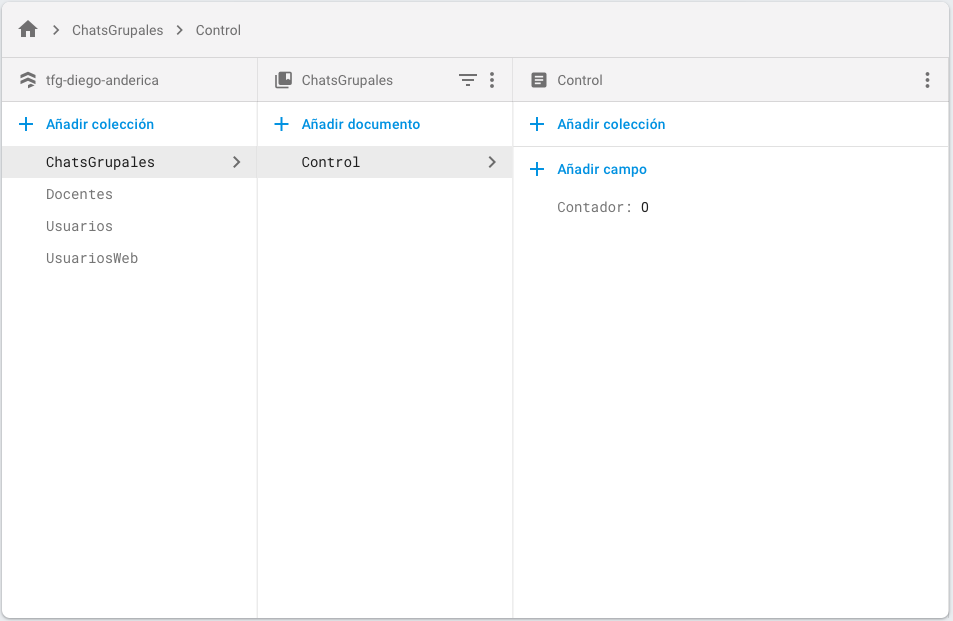 ChatsGrupales > Control
tfg-diego-anderica
ChatsGrupales
Control
Añadir colección
Añadir documento
Añadir colección
ChatsGrupales
Control
Añadir campo
Docentes
Contador: 0
Usuarios
UsuariosWeb